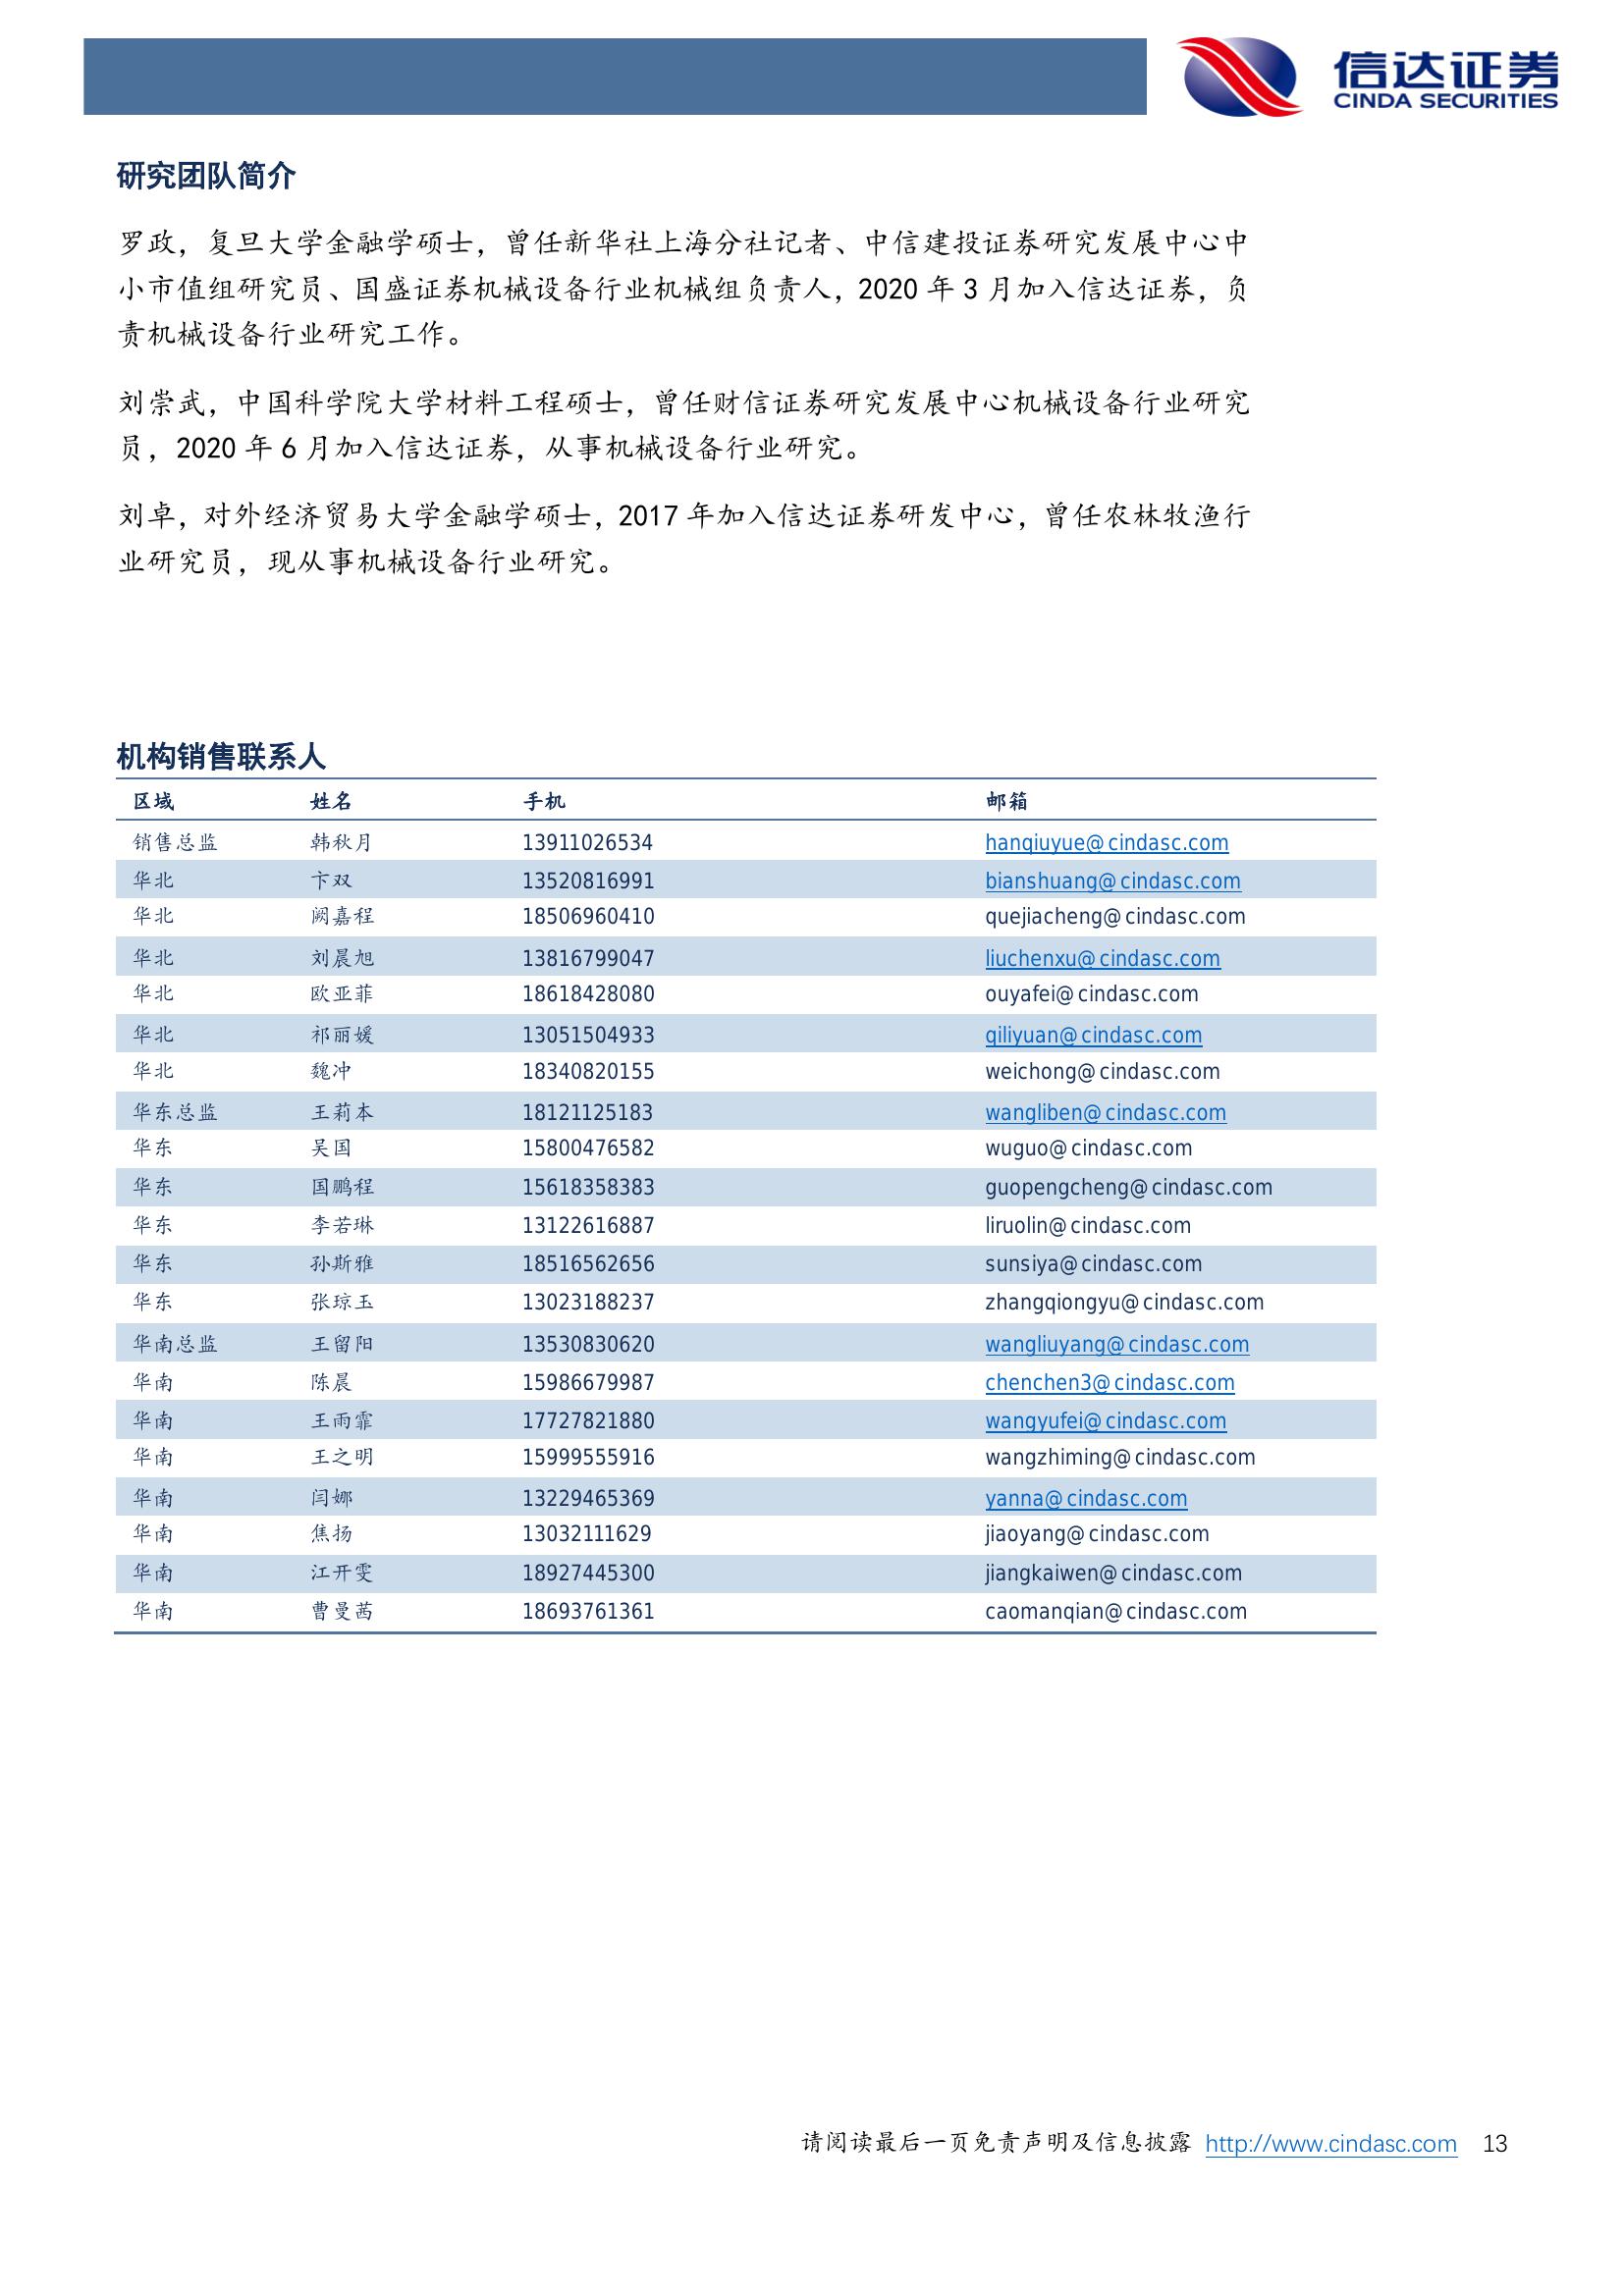 信达证券
CINDA SECURITIES
研究团队简介
罗政，复旦大学金融学硕士，曾任新华社上海分社记者、中信建投证券研究发展中心中
小市值组研究员、国盛证券机械设备行业机械组负责人，2020 年 3 月加入信达证券，负
责机械设备行业研究工作。
刘崇武，中国科学院大学材料工程硕士，曾任财信证券研究发展中心机械设备行业研究
员，2020 年 6 月加入信达证券，从事机械设备行业研究。
刘卓，对外经济贸易大学金融学硕士，2017 年加入信达证券研发中心，曾任农林牧渔行
业研究员，现从事机械设备行业研究。
机构销售联系人
区域 姓名 手机 邮箱
销售总监 韩秋月 13911026534 hanqiuyue@cindasc.com
华北 卞双 13520816991 bianshuang@cindasc.com
华北 阙嘉程 18506960410 quejiacheng@cindasc.com
华北 刘晨旭 13816799047 liuchenxu@cindasc.com
华北 欧亚菲 18618428080 ouyafei@cindasc.com
华北 祁丽媛 13051504933 qiliyuan@cindasc.com
华北 魏冲 18340820155 weichong@cindasc.com
华东总监 王莉本 18121125183 wangliben@cindasc.com
华东 吴国 15800476582 wuguo@cindasc.com
华东 国鹏程 15618358383 guopengcheng@cindasc.com
华东 李若琳 13122616887 liruolin@cindasc.com
华东 孙斯雅 18516562656 sunsiya@cindasc.com
华东 张琼玉 13023188237 zhangqiongyu@cindasc.com
华南总监 王留阳 13530830620 wangliuyang@cindasc.com
华南 陈晨 15986679987 chenchen3@cindasc.com
华南 王雨霏 17727821880 wangyufei@cindasc.com
华南 王之明 15999555916 wangzhiming@cindasc.com
华南 闫娜 13229465369 yanna@cindasc.com
华南 焦扬 13032111629 jiaoyang@cindasc.com
华南 江开雯 18927445300 jiangkaiwen@cindasc.com
华南 曹曼茜 18693761361 caomanqian@cindasc.com
请阅读最后一页免责声明及信息披露 http://www.cindasc.com 13